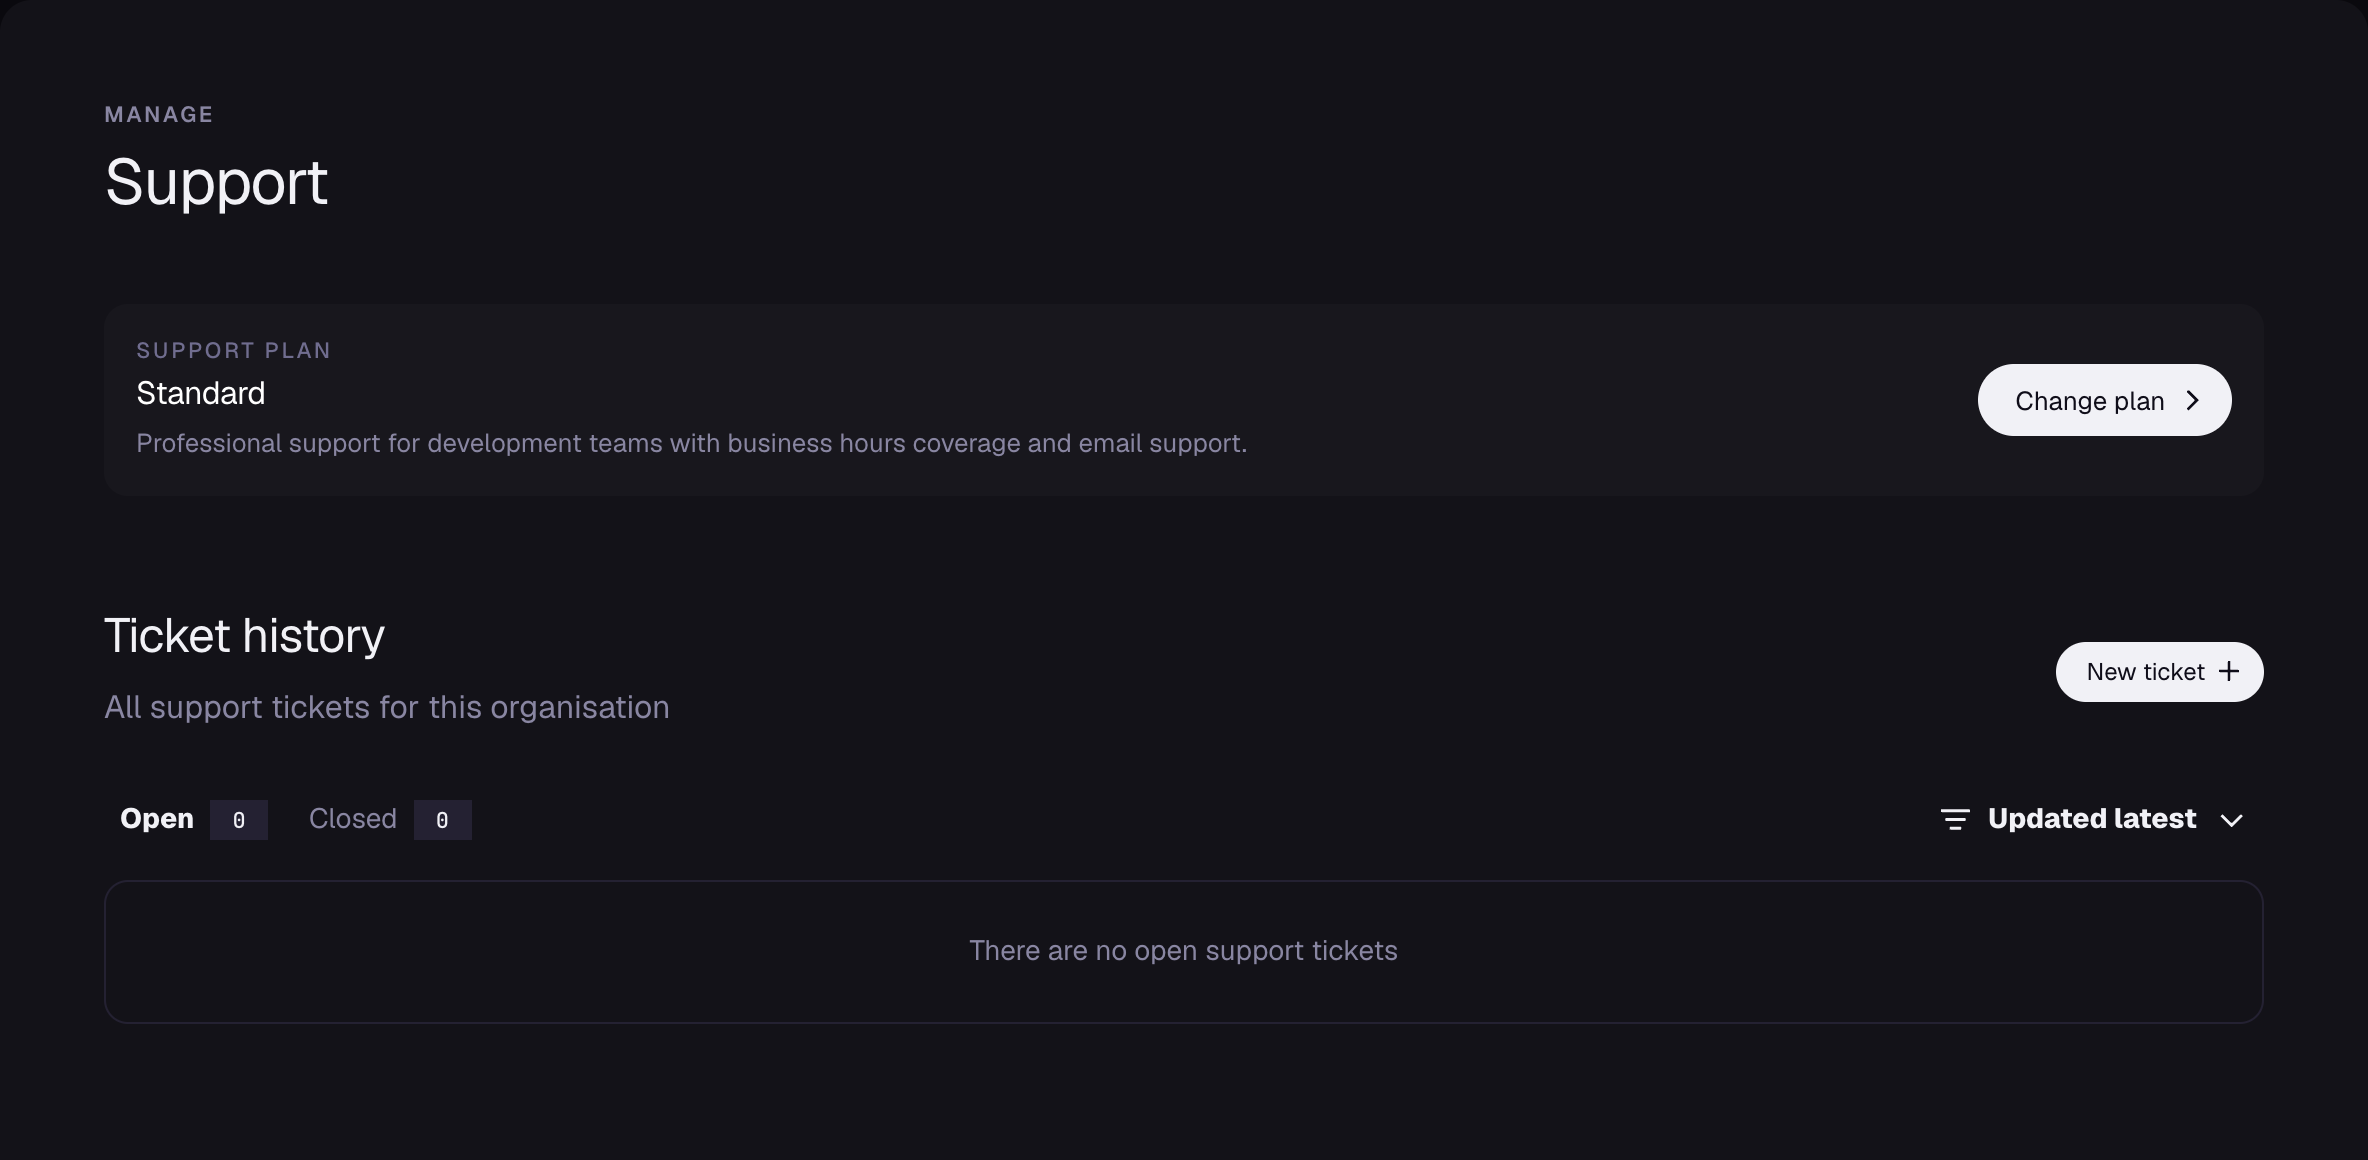 MANAGE
Support
SUPPORT PLAN
Standard
Professional support for development teams with business hours coverage and email support.
Change plan
Ticket history
All support tickets for this organisation
New ticket
Open 0 Closed 0
Updated latest
There are no open support tickets